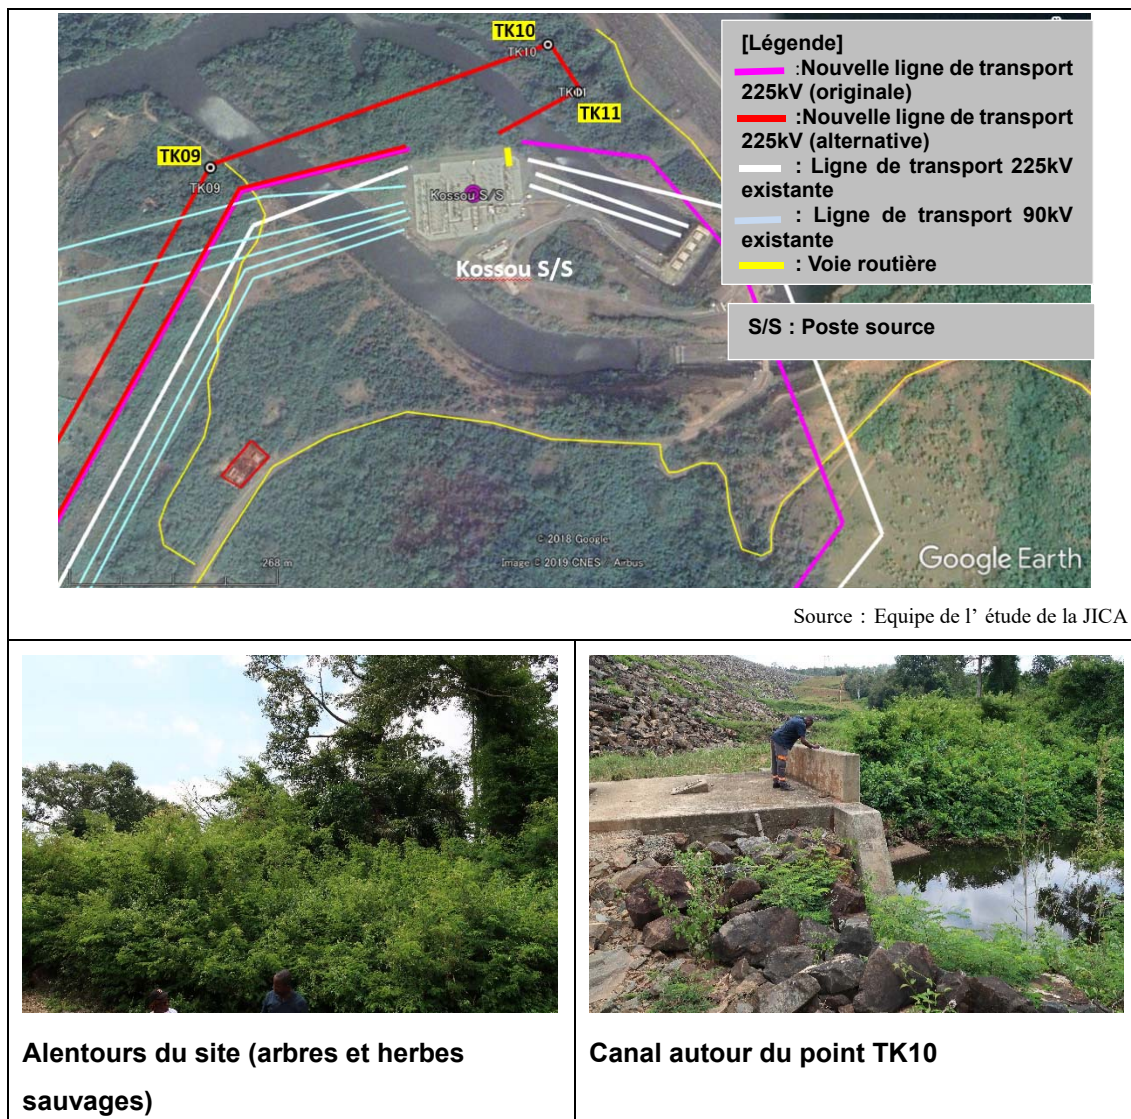 TK10
TK10
TK11
TK09
TK09
Kossou S/S
Kossou S/S
[Légende]
:Nouvelle ligne de transport
225kV (originale)
:Nouvelle ligne de transport
225kV (alternative)
: Ligne de transport 225kV
existante
: Ligne de transport 90kV
existante
: Voie routière
S/S : Poste source
268 m
© 2018 Google
Image © 2019 CNES / Airbus
Google Earth
Source : Equipe de l’ étude de la JICA
Alentours du site (arbres et herbes
sauvages)
Canal autour du point TK10